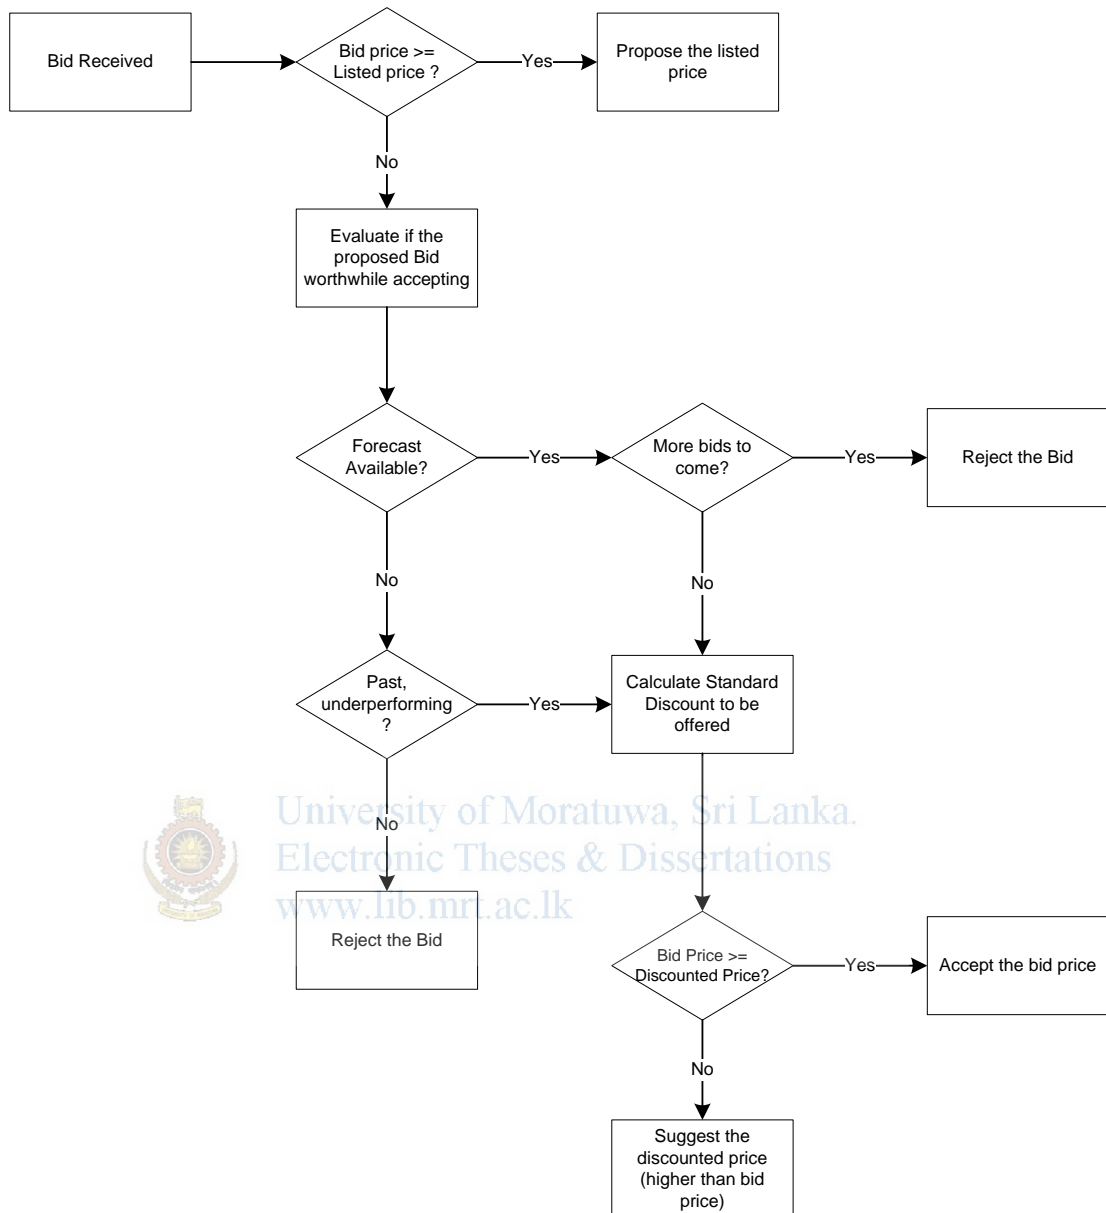 Bid Received
Bid price >=
Listed price ?
Yes
Propose the listed
price
No
Evaluate if the
proposed Bid
worthwhile accepting
Forecast
Available?
Yes
More bids to
come?
Yes
Reject the Bid
No
No
Past,
underperforming
?
Yes
Calculate Standard
Discount to be
offered
University of Moratuwa, Sri Lanka.
No
Electronic Theses & Dissertations
www.lib.mrt.ac.lk
Reject the Bid
Bid Price >=
Discounted Price?
Yes
Accept the bid price
No
Suggest the
discounted price
(higher than bid
price)